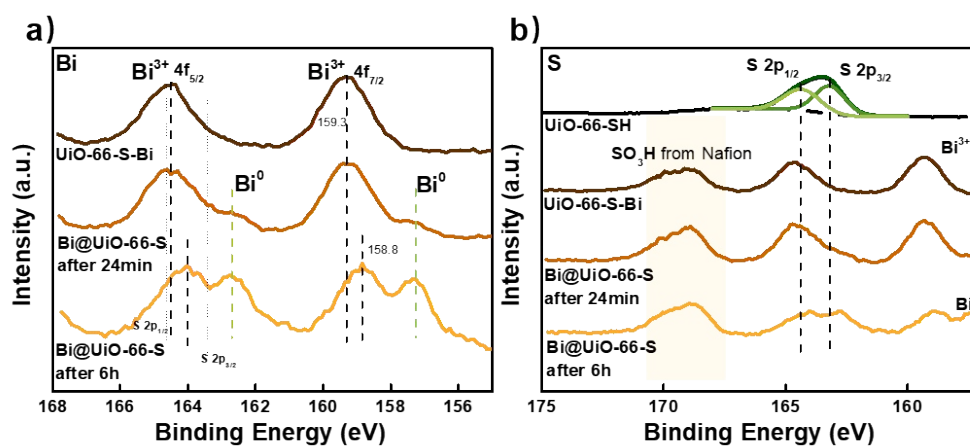 a)
Bi
Bi³⁺ 4f₅/₂
Bi³⁺ 4f₇/₂
159.3
UiO-66-S-Bi
Bi⁰
Bi⁰
Bi@UiO-66-S
after 24min
158.8
S 2p₁/₂
S 2p₃/₂
Bi@UiO-66-S
after 6h
Intensity (a.u.)
168 166 164 162 160 158 156
Binding Energy (eV)
b)
S
S 2p₁/₂
S 2p₃/₂
UiO-66-SH
SO₃H from Nafion
Bi³⁺
UiO-66-S-Bi
Bi@UiO-66-S
after 24min
Bi
Bi@UiO-66-S
after 6h
Intensity (a.u.)
175 170 165 160
Binding Energy (eV)